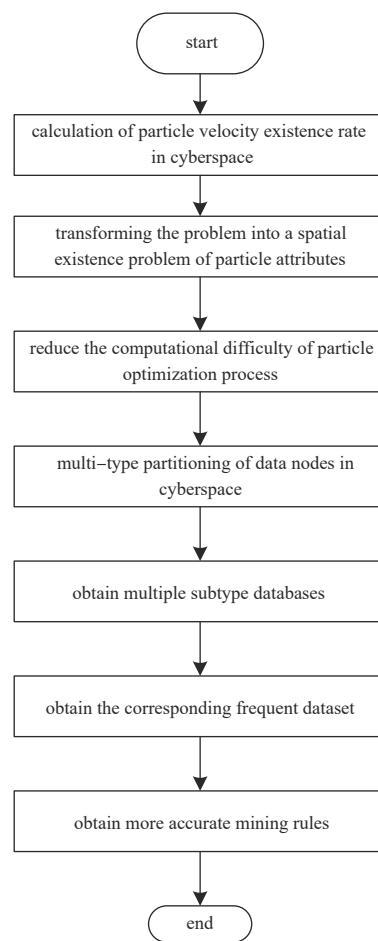 start
calculation of particle velocity existence rate
in cyberspace
transforming the problem into a spatial
existence problem of particle attributes
reduce the computational difficulty of particle
optimization process
multi−type partitioning of data nodes in
cyberspace
obtain multiple subtype databases
obtain the corresponding frequent dataset
obtain more accurate mining rules
end